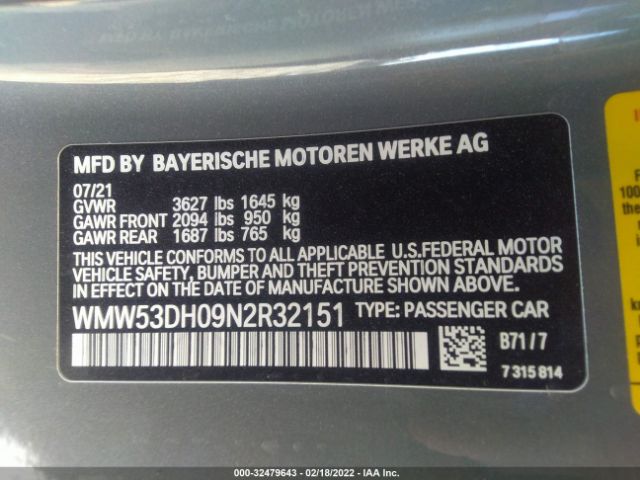 MFD BY BAYERISCHE MOTOREN WERKE AG
07/21
GVWR 3627 lbs 1645 kg
GAWR FRONT 2094 lbs 950 kg
GAWR REAR 1687 lbs 765 kg
THIS VEHICLE CONFORMS TO ALL APPLICABLE U.S.FEDERAL MOTOR
VEHICLE SAFETY, BUMPER AND THEFT PREVENTION STANDARDS
IN EFFECT ON THE DATE OF MANUFACTURE SHOWN ABOVE.
WMW53DH09N2R32151 TYPE: PASSENGER CAR
B71/7
7 315 814
100
the
000-32479643 - 02/18/2022 - IAA Inc.